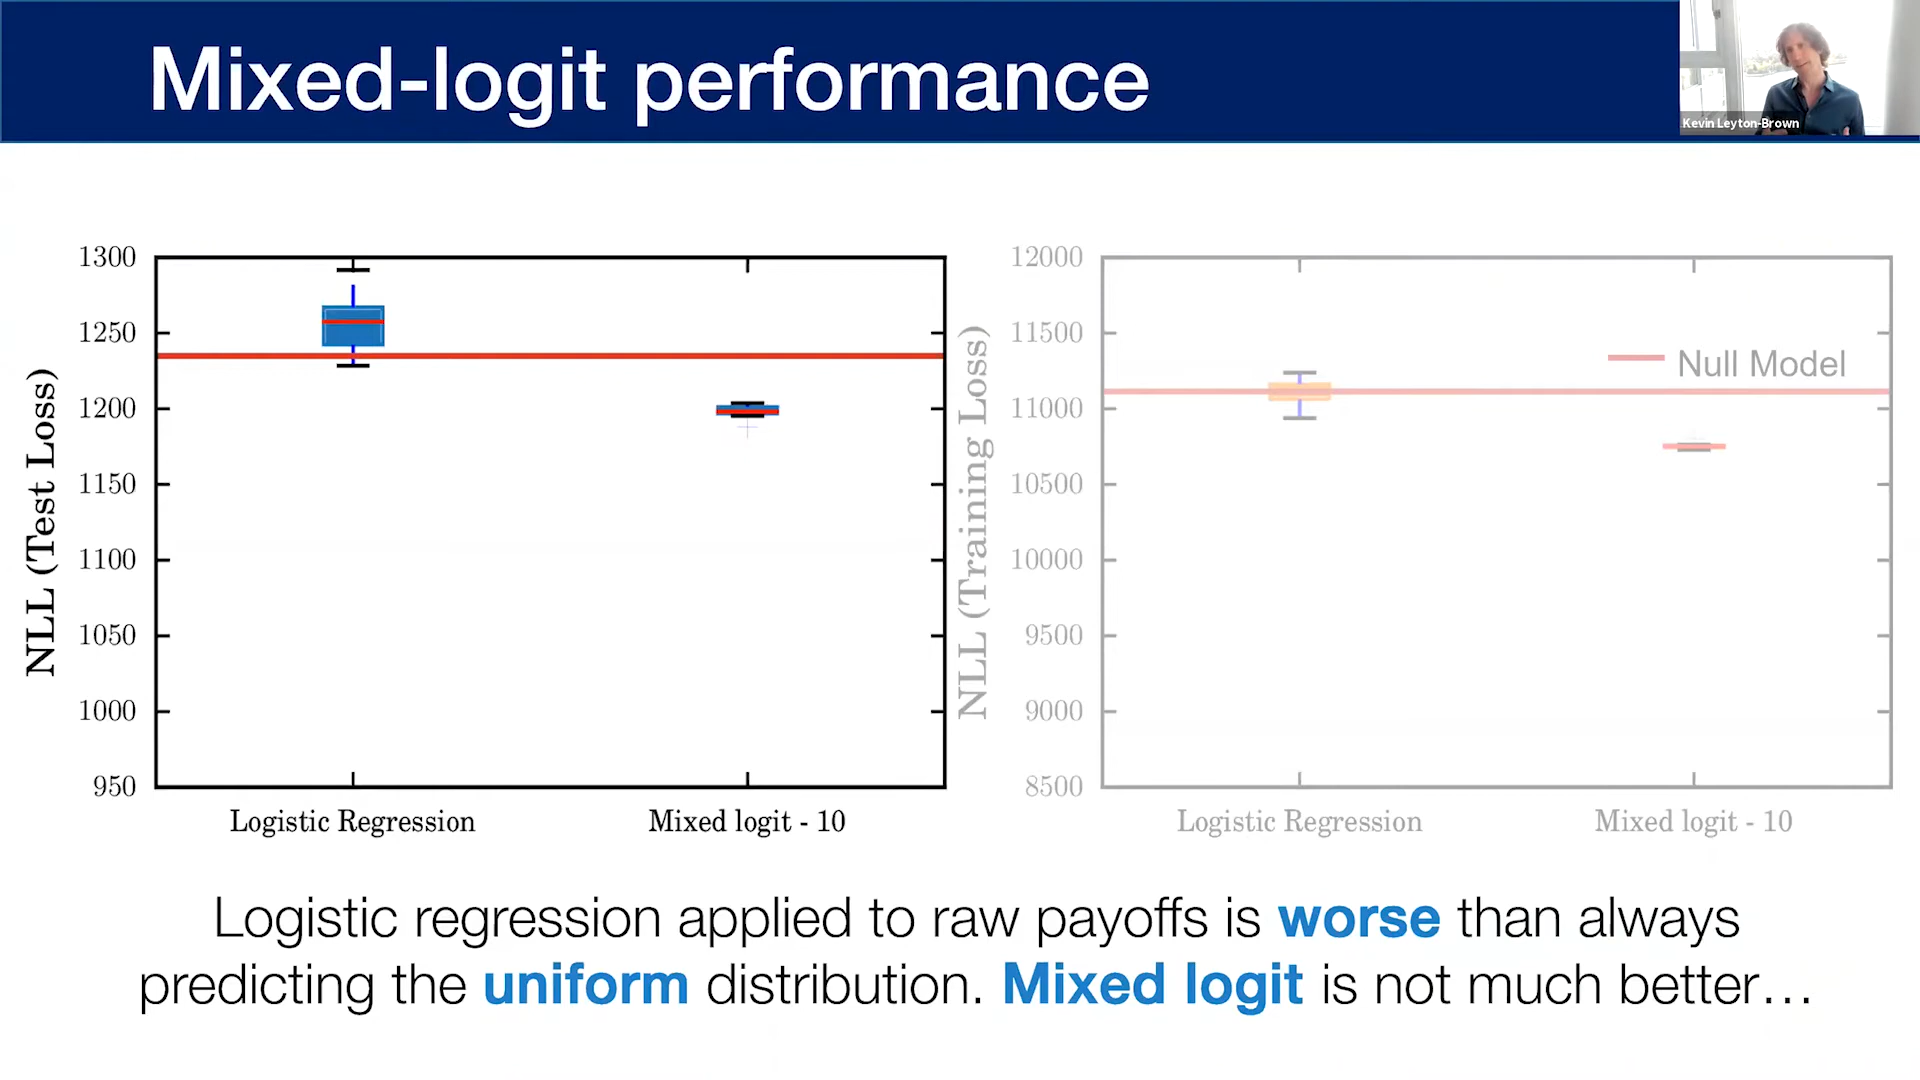 Mixed-logit performance
Kevin Leyton-Brown
NLL (Test Loss)
1300
1250
1200
1150
1100
1050
1000
950
Logistic Regression
Mixed logit - 10
NLL (Training Loss)
12000
11500
11000
10500
10000
9500
9000
8500
Null Model
Logistic Regression
Mixed logit - 10
Logistic regression applied to raw payoffs is worse than always
predicting the uniform distribution. Mixed logit is not much better…